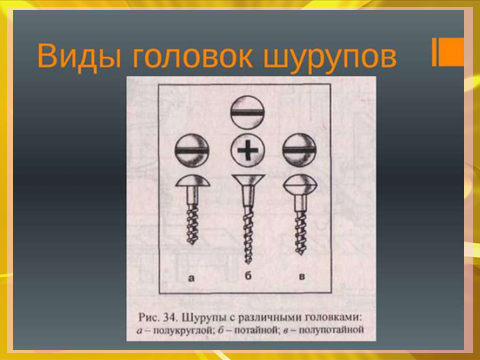 Виды головок шурупов
а б в
Рис. 34. Шурупы с различными головками:
а – полукруглой; б – потайной; в – полупотайной